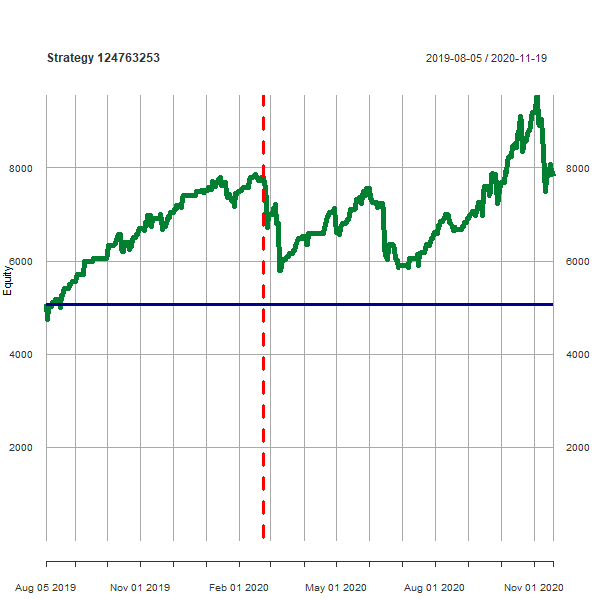 Strategy 124763253
2019-08-05 / 2020-11-19
8000
8000
6000
6000
Equity
4000
4000
2000
2000
Aug 05 2019
Nov 01 2019
Feb 01 2020
May 01 2020
Aug 01 2020
Nov 01 2020